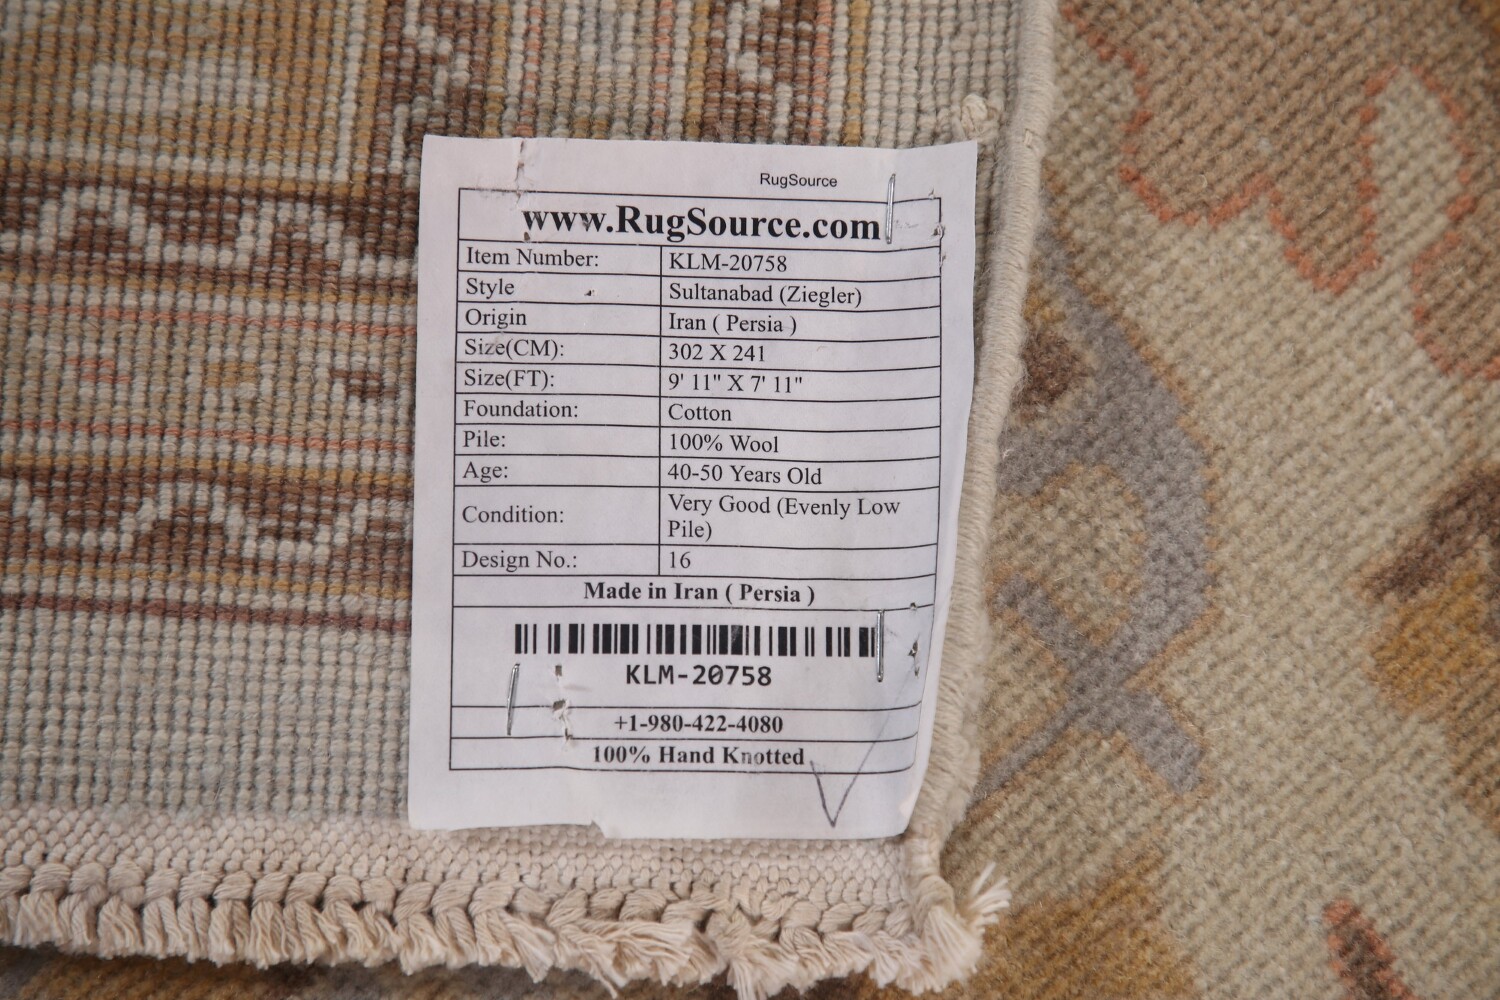 RugSource
www.RugSource.com
Item Number: KLM-20758
Style Sultanabad (Ziegler)
Origin Iran ( Persia )
Size(CM): 302 X 241
Size(FT): 9' 11" X 7' 11"
Foundation: Cotton
Pile: 100% Wool
Age: 40-50 Years Old
Condition: Very Good (Evenly Low
Pile)
Design No.: 16
Made in Iran ( Persia )
KLM-20758
+1-980-422-4080
100% Hand Knotted